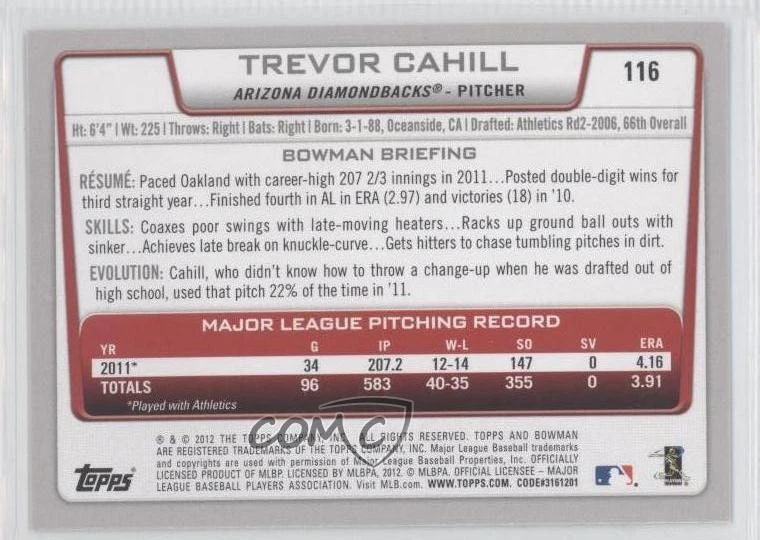 TREVOR CAHILL
116
ARIZONA DIAMONDBACKS® - PITCHER
Ht: 6'4" | Wt: 225 | Throws: Right | Bats: Right | Born: 3-1-88, Oceanside, CA | Drafted: Athletics Rd2-2006, 66th Overall
BOWMAN BRIEFING
RÉSUMÉ: Paced Oakland with career-high 207 2/3 innings in 2011...Posted double-digit wins for
third straight year...Finished fourth in AL in ERA (2.97) and victories (18) in '10.
SKILLS: Coaxes poor swings with late-moving heaters...Racks up ground ball outs with
sinker...Achieves late break on knuckle-curve...Gets hitters to chase tumbling pitches in dirt.
EVOLUTION: Cahill, who didn't know how to throw a change-up when he was drafted out of
high school, used that pitch 22% of the time in '11.
MAJOR LEAGUE PITCHING RECORD
YR G IP W-L SO SV ERA
2011* 34 207.2 12-14 147 0 4.16
TOTALS 96 583 40-35 355 0 3.91
*Played with Athletics
COMC
® & © 2012 THE TOPPS COMPANY, INC. ALL RIGHTS RESERVED. TOPPS AND BOWMAN
ARE REGISTERED TRADEMARKS OF THE TOPPS COMPANY, INC. Major League Baseball trademarks
and copyrights are used with permission of Major League Baseball Properties, Inc. OFFICIALLY
LICENSED PRODUCT OF MLBP. LICENSED BY MLBPA, 2012. © MLBPA. OFFICIAL LICENSEE – MAJOR
LEAGUE BASEBALL PLAYERS ASSOCIATION. Visit MLB.com. WWW.TOPPS.COM. CODE#3161201
TOPPS